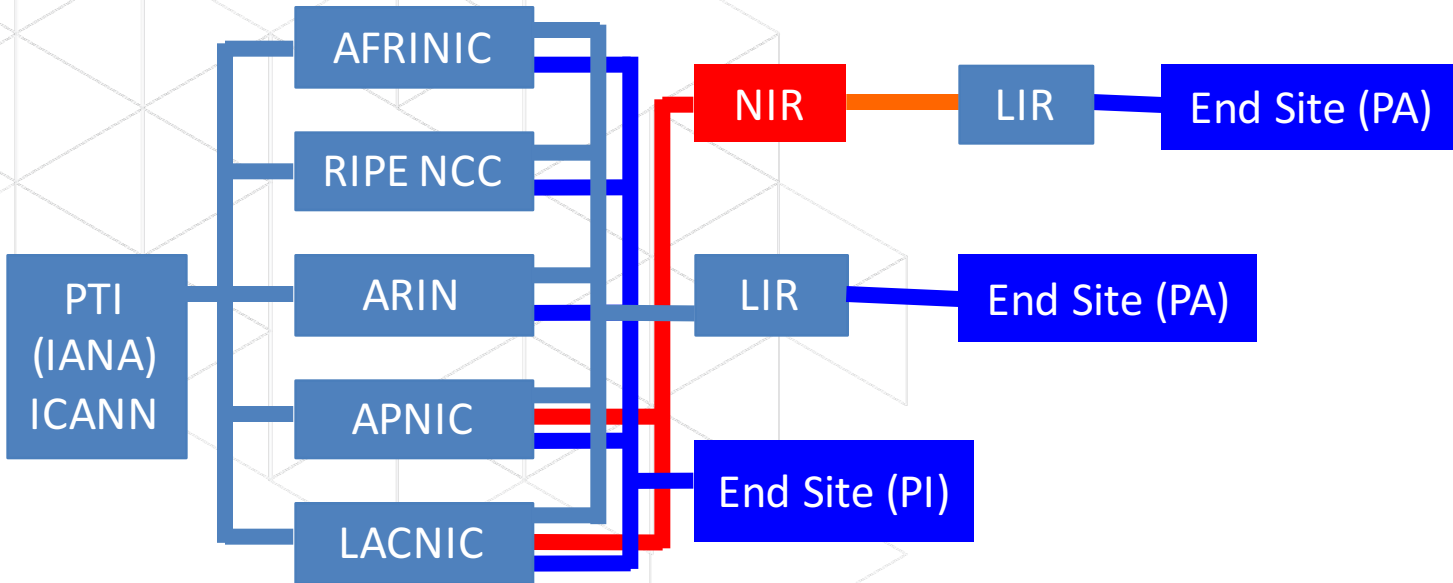 AFRINIC
NIR
LIR
End Site (PA)
RIPE NCC
PTI
(IANA)
ICANN
ARIN
LIR
End Site (PA)
APNIC
End Site (PI)
LACNIC